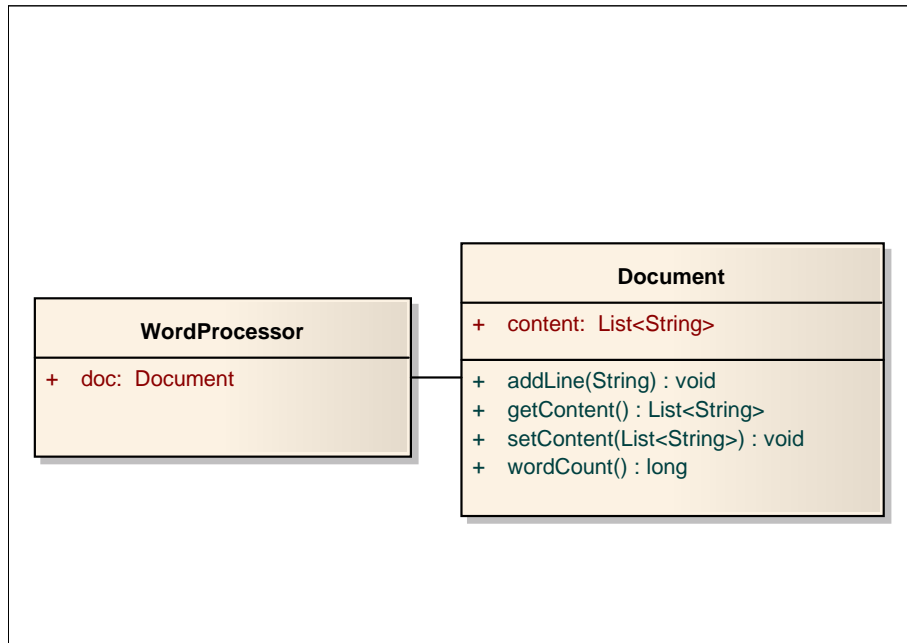 WordProcessor
+ doc: Document
Document
+ content: List<String>
+ addLine(String) : void
+ getContent() : List<String>
+ setContent(List<String>) : void
+ wordCount() : long